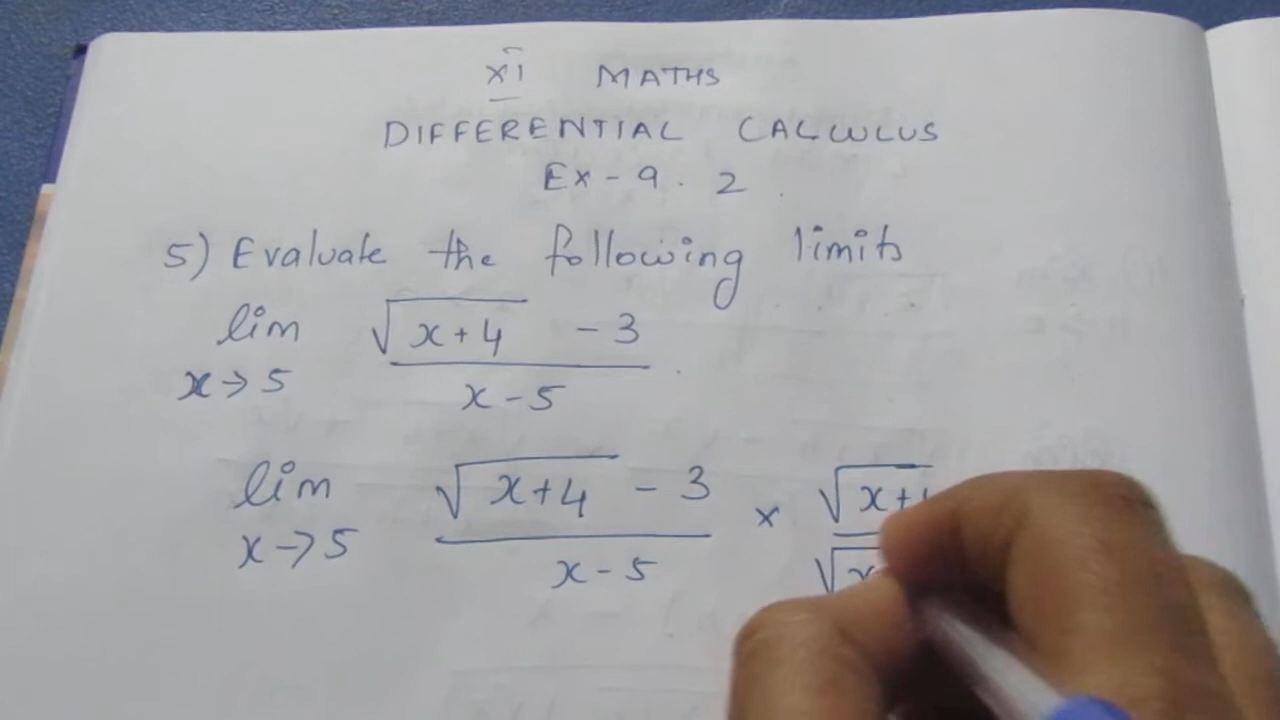 XI MATHS
DIFFERENTIAL CALCULUS
Ex - 9.2.
5) Evaluate the following limits
lim √x+4 - 3
x→5 x-5
lim √x+4 - 3 × √x+
x→5 x-5 √x